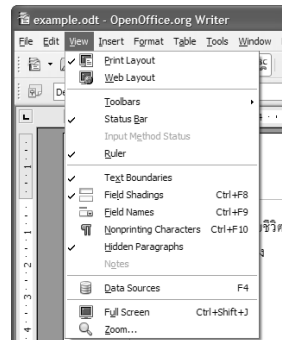 example.odt - OpenOffice.org Writer
File Edit View Insert Format Table Tools Window
Print Layout
Web Layout
Toolbars
Status Bar
Input Method Status
Ruler
Text Boundaries
Field Shadings Ctrl+F8
Field Names Ctrl+F9
Nonprinting Characters Ctrl+F10
Hidden Paragraphs
Notes
Data Sources F4
Full Screen Ctrl+Shift+J
Zoom...